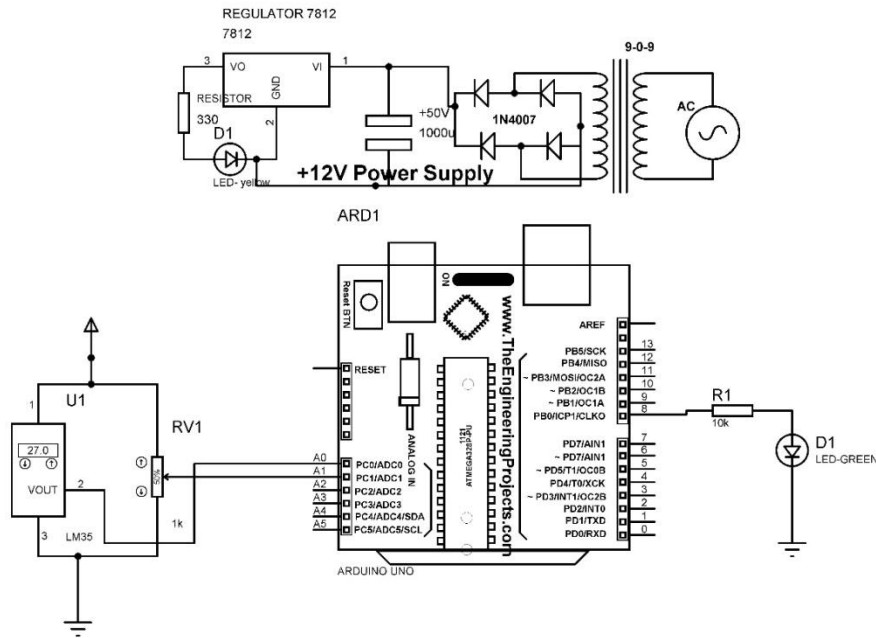 REGULATOR 7812
7812
9-0-9
3
VO
VI
1
GND
2
RESISTOR
330
D1
LED- yellow
+50V
1000u
1N4007
AC
+12V Power Supply
ARD1
Reset BTN
ON
www.TheEngineeringProjects.com
AREF
RESET
PB5/SCK
13
PB4/MISO
12
~ PB3/MOSI/OC2A
11
~ PB2/OC1B
10
~ PB1/OC1A
9
PB0/ICP1/CLKO
8
PD7/AIN1
7
~ PD7/AIN1
6
~ PD5/T1/OC0B
5
PD4/T0/XCK
4
~ PD3/INT1/OC2B
3
PD2/INT0
2
PD1/TXD
1
PD0/RXD
0
ANALOG IN
1121
ATMEGA328P-PU
A0
PC0/ADC0
A1
PC1/ADC1
A2
PC2/ADC2
A3
PC3/ADC3
A4
PC4/ADC4/SDA
A5
PC5/ADC5/SCL
ARDUINO UNO
R1
10k
D1
LED-GREEN
U1
1
27.0
VOUT
2
3
LM35
RV1
50%
1k